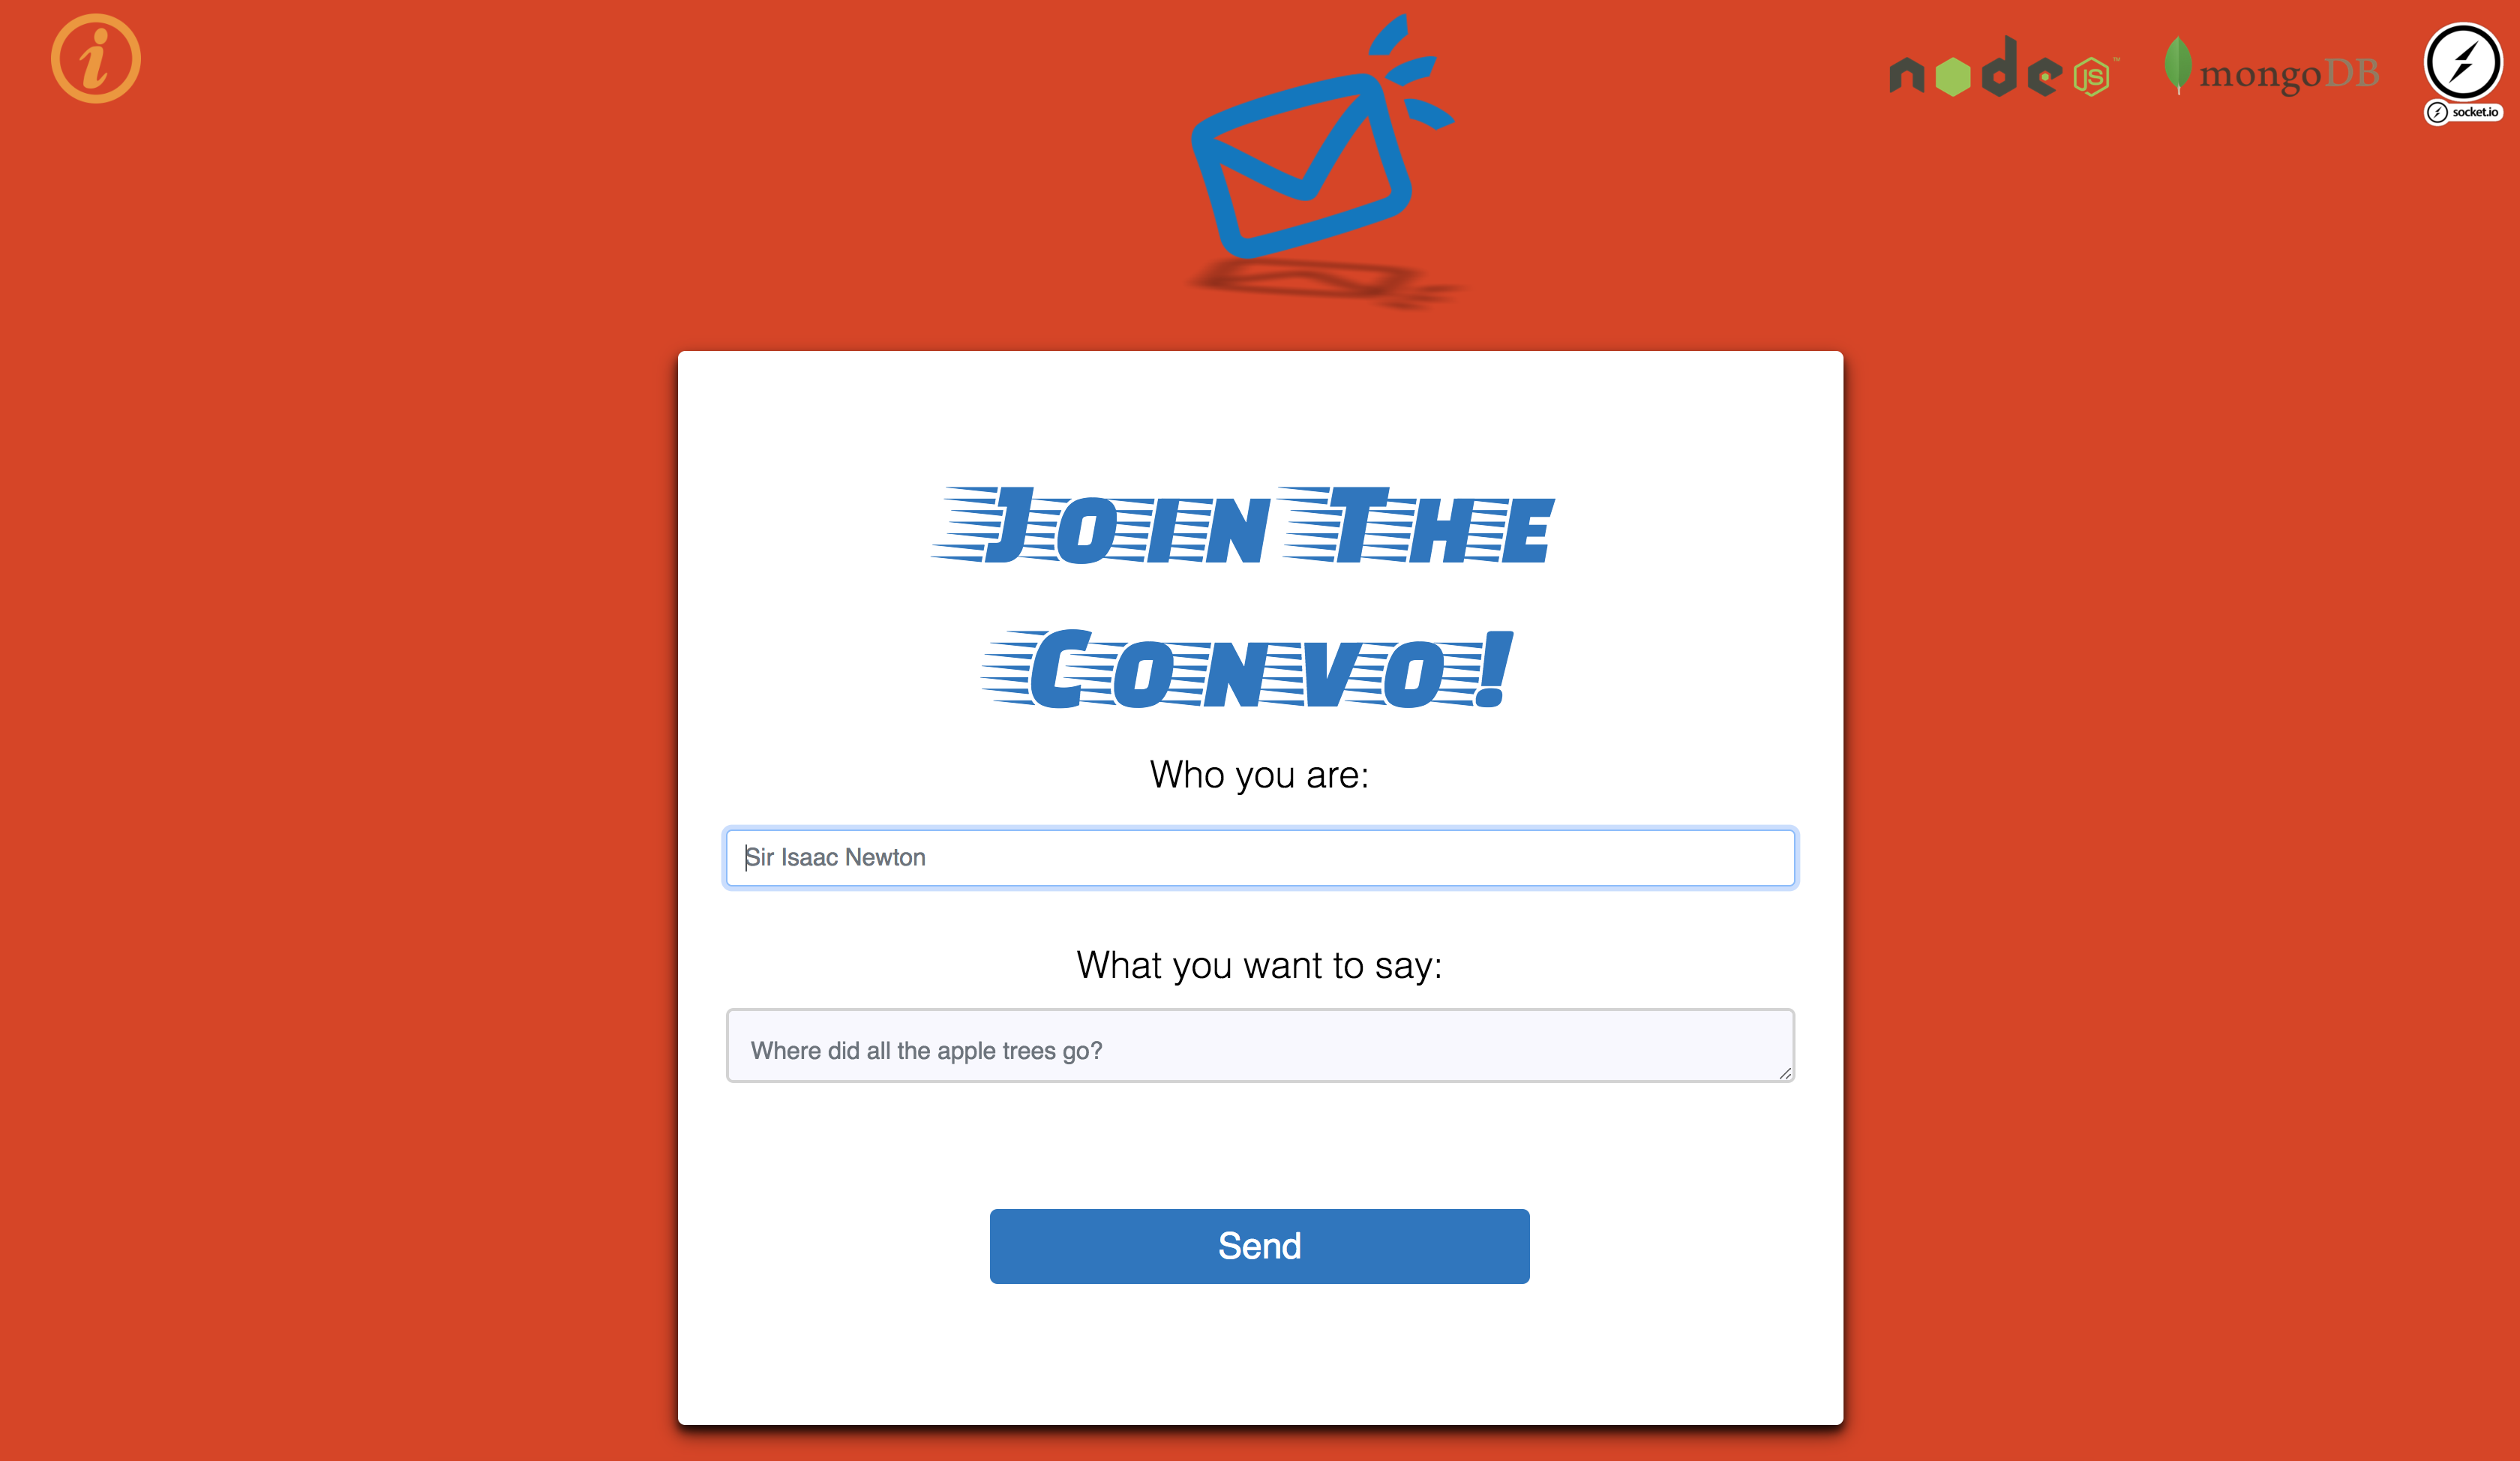 i
node JS™
mongoDB
socket.io
Join The
Convo!
Who you are:
Sir Isaac Newton
What you want to say:
Where did all the apple trees go?
Send